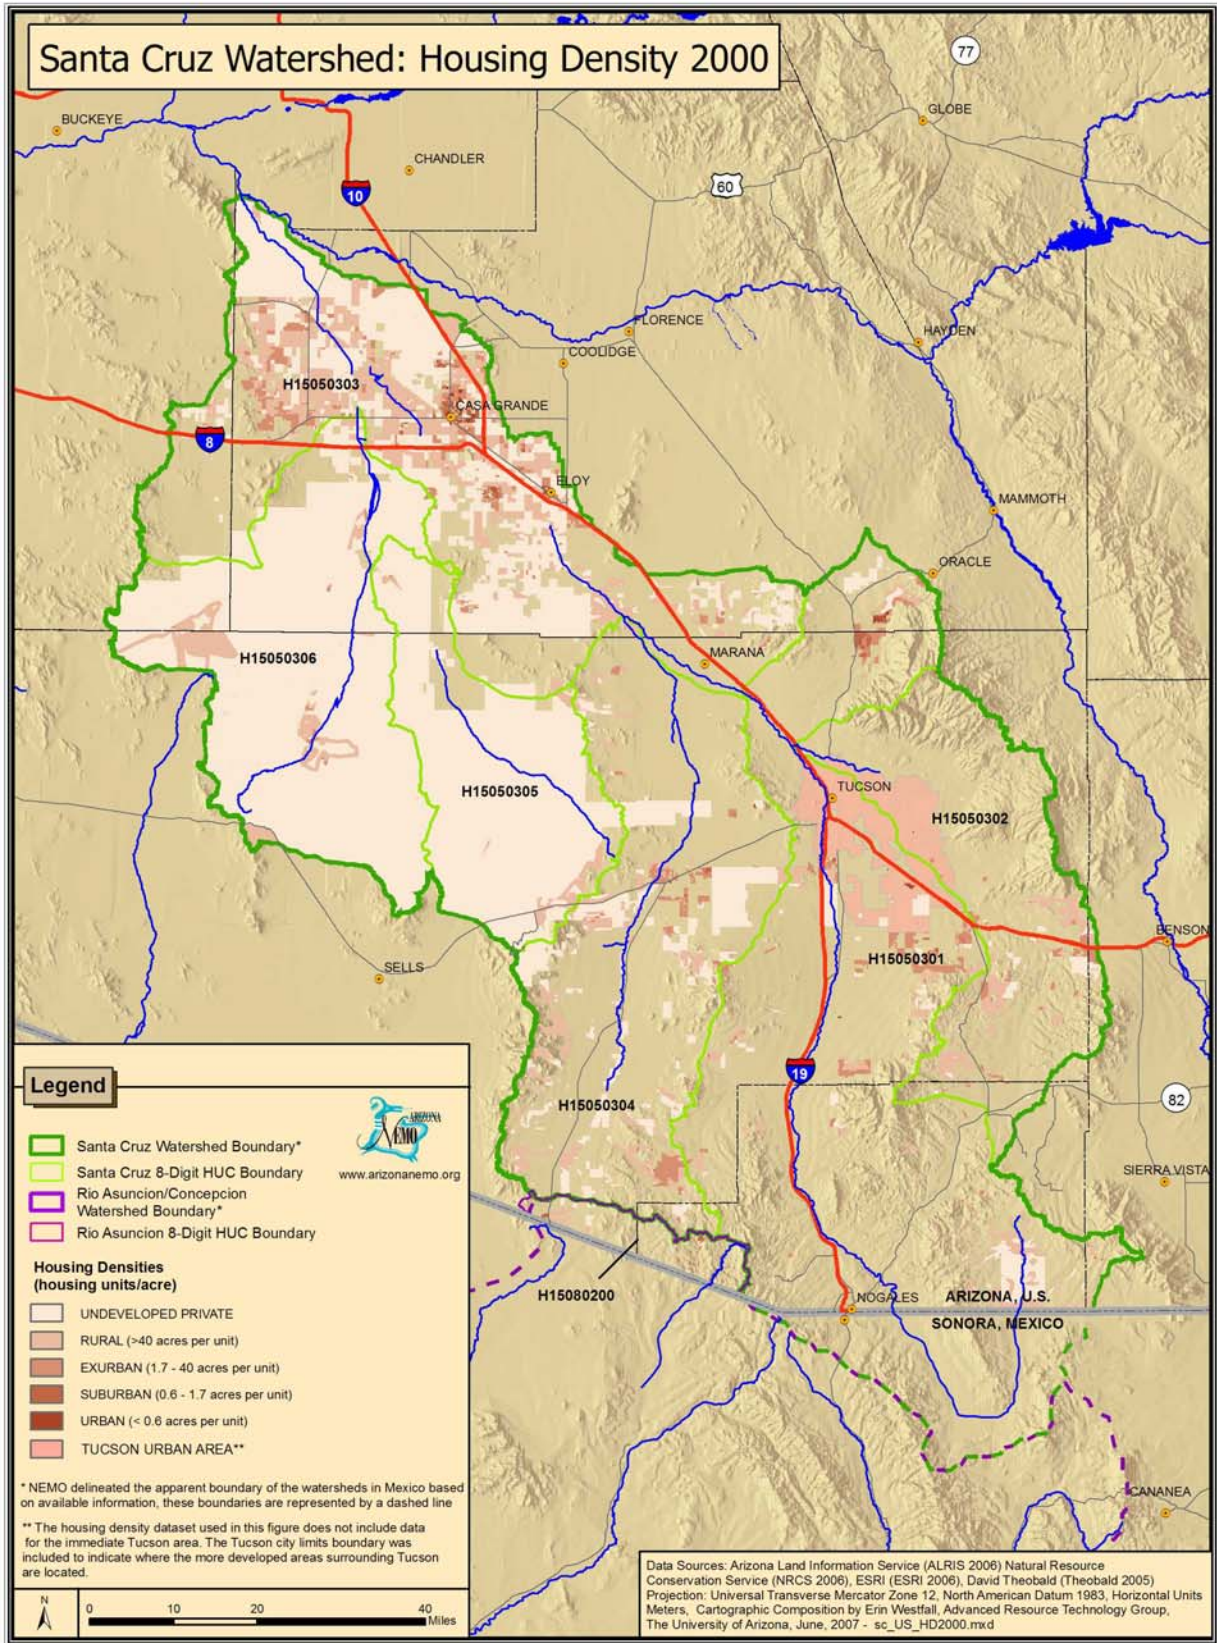 Santa Cruz Watershed: Housing Density 2000
77
BUCKEYE
GLOBE
CHANDLER
10
60
FLORENCE
HAYDEN
COOLIDGE
H15050303
CASA GRANDE
8
ELOY
MAMMOTH
ORACLE
MARANA
H15050306
H15050305
TUCSON
H15050302
BENSON
H15050301
SELLS
19
82
H15050304
SIERRA VISTA
H15080200
NOGALES
ARIZONA, U.S.
SONORA, MEXICO
CANANEA
Legend
ARIZONA
NEMO
www.arizonanemo.org
Santa Cruz Watershed Boundary*
Santa Cruz 8-Digit HUC Boundary
Rio Asuncion/Concepcion
Watershed Boundary*
Rio Asuncion 8-Digit HUC Boundary
Housing Densities
(housing units/acre)
UNDEVELOPED PRIVATE
RURAL (>40 acres per unit)
EXURBAN (1.7 - 40 acres per unit)
SUBURBAN (0.6 - 1.7 acres per unit)
URBAN (< 0.6 acres per unit)
TUCSON URBAN AREA**
* NEMO delineated the apparent boundary of the watersheds in Mexico based
on available information, these boundaries are represented by a dashed line
** The housing density dataset used in this figure does not include data
for the immediate Tucson area. The Tucson city limits boundary was
included to indicate where the more developed areas surrounding Tucson
are located.
N
0 10 20 40
Miles
Data Sources: Arizona Land Information Service (ALRIS 2006) Natural Resource
Conservation Service (NRCS 2006), ESRI (ESRI 2006), David Theobald (Theobald 2005)
Projection: Universal Transverse Mercator Zone 12, North American Datum 1983, Horizontal Units
Meters, Cartographic Composition by Erin Westfall, Advanced Resource Technology Group,
The University of Arizona, June, 2007 - sc_US_HD2000.mxd